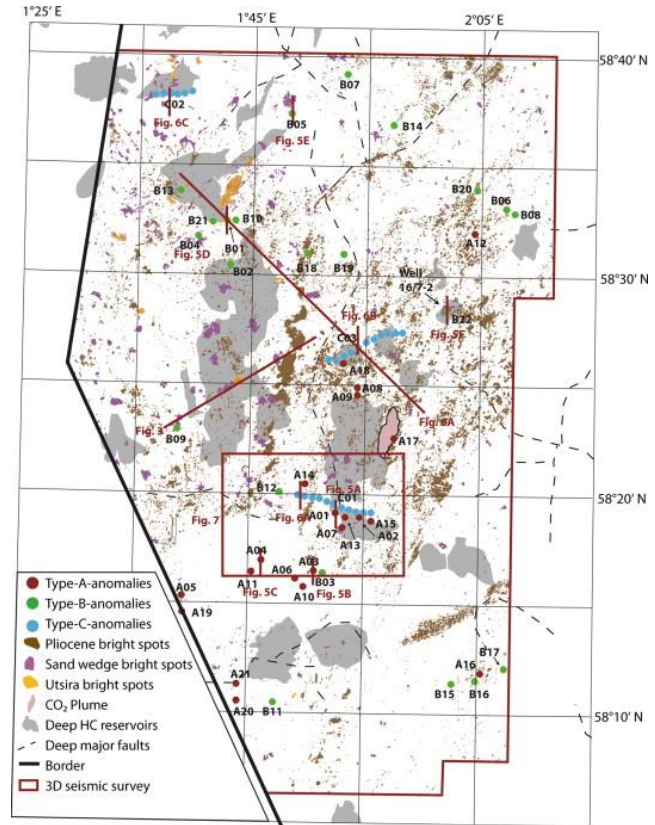 1°25′ E
1°45′ E
2°05′ E
58°40′ N
B07
C02
Fig. 6C
B05
Fig. 5E
B14
B13
B20
B06
B08
B21
B10
B04
B01
A12
Fig. 5D
B02
B18
B19
58°30′ N
Well
16/7-2
Fig. 6B
B22
Fig. 5E
C03
A18
A08
A09
Fig. 3
B09
A17
A14
Fig. 5A
B12
C01
58°20′ N
Fig. 7
A01
A15
A07
A02
A13
A04
A03
A06
A11
B03
Fig. 5C
A10
Fig. 5B
A05
A19
B17
A16
A21
B15
B16
A20
B11
58°10′ N
Type-A-anomalies
Type-B-anomalies
Type-C-anomalies
Pliocene bright spots
Sand wedge bright spots
Utsira bright spots
CO₂ Plume
Deep HC reservoirs
Deep major faults
Border
3D seismic survey